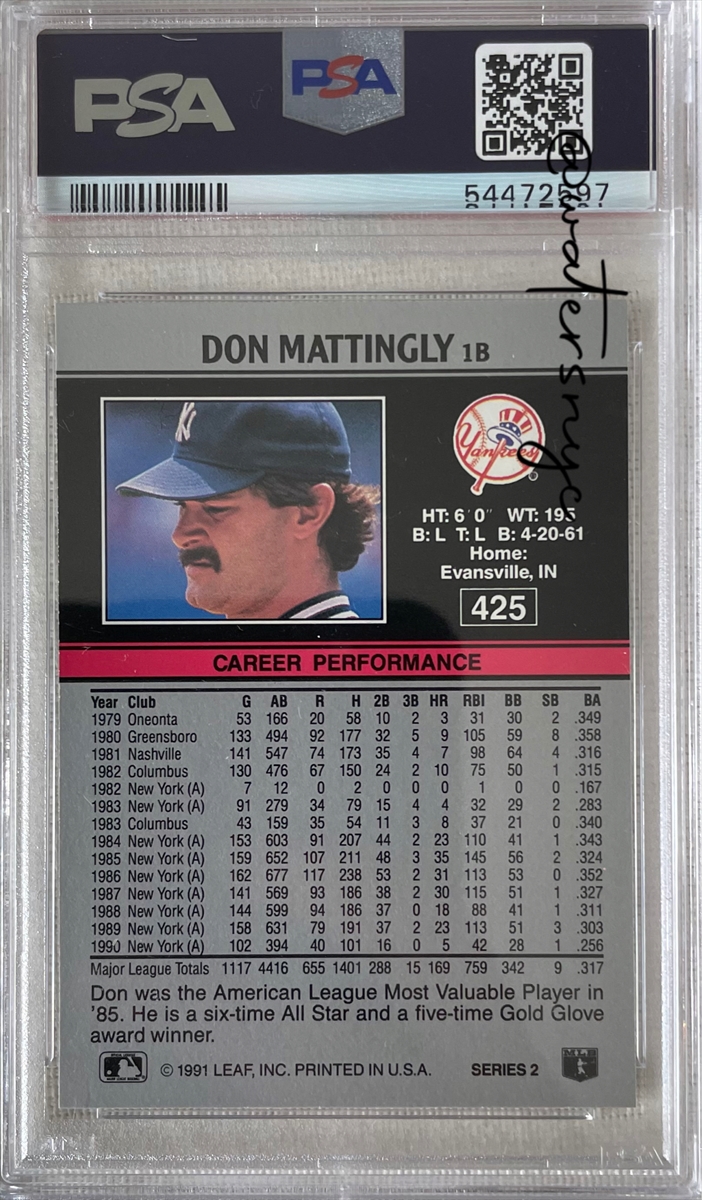 PSA PSA
54472597
@iwatersnyc
DON MATTINGLY 1B
Yankees
HT: 6'0" WT: 195
B: L T: L B: 4-20-61
Home:
Evansville, IN
425
CAREER PERFORMANCE
Year Club G AB R H 2B 3B HR RBI BB SB BA
1979 Oneonta 53 166 20 58 10 2 3 31 30 2 .349
1980 Greensboro 133 494 92 177 32 5 9 105 59 8 .358
1981 Nashville 141 547 74 173 35 4 7 98 64 4 .316
1982 Columbus 130 476 67 150 24 2 10 75 50 1 .315
1982 New York (A) 7 12 0 2 0 0 0 1 0 0 .167
1983 New York (A) 91 279 34 79 15 4 4 32 29 2 .283
1983 Columbus 43 159 35 54 11 3 8 37 21 0 .340
1984 New York (A) 153 603 91 207 44 2 23 110 41 1 .343
1985 New York (A) 159 652 107 211 48 3 35 145 56 2 .324
1986 New York (A) 162 677 117 238 53 2 31 113 53 0 .352
1987 New York (A) 141 569 93 186 38 2 30 115 51 1 .327
1988 New York (A) 144 599 94 186 37 0 18 88 41 1 .311
1989 New York (A) 158 631 79 191 37 2 23 113 51 3 .303
1990 New York (A) 102 394 40 101 16 0 5 42 28 1 .256
Major League Totals 1117 4416 655 1401 288 15 169 759 342 9 .317
Don was the American League Most Valuable Player in
'85. He is a six-time All Star and a five-time Gold Glove
award winner.
© 1991 LEAF, INC. PRINTED IN U.S.A. SERIES 2